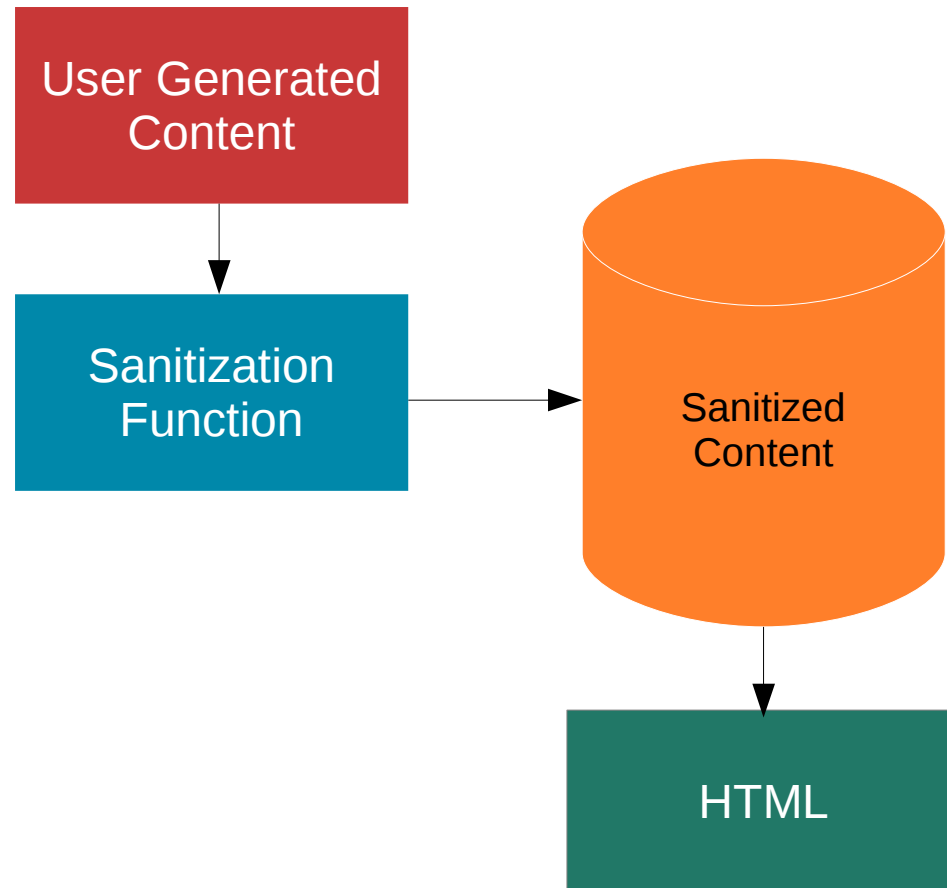 User Generated
Content
Sanitization
Function
Sanitized
Content
HTML